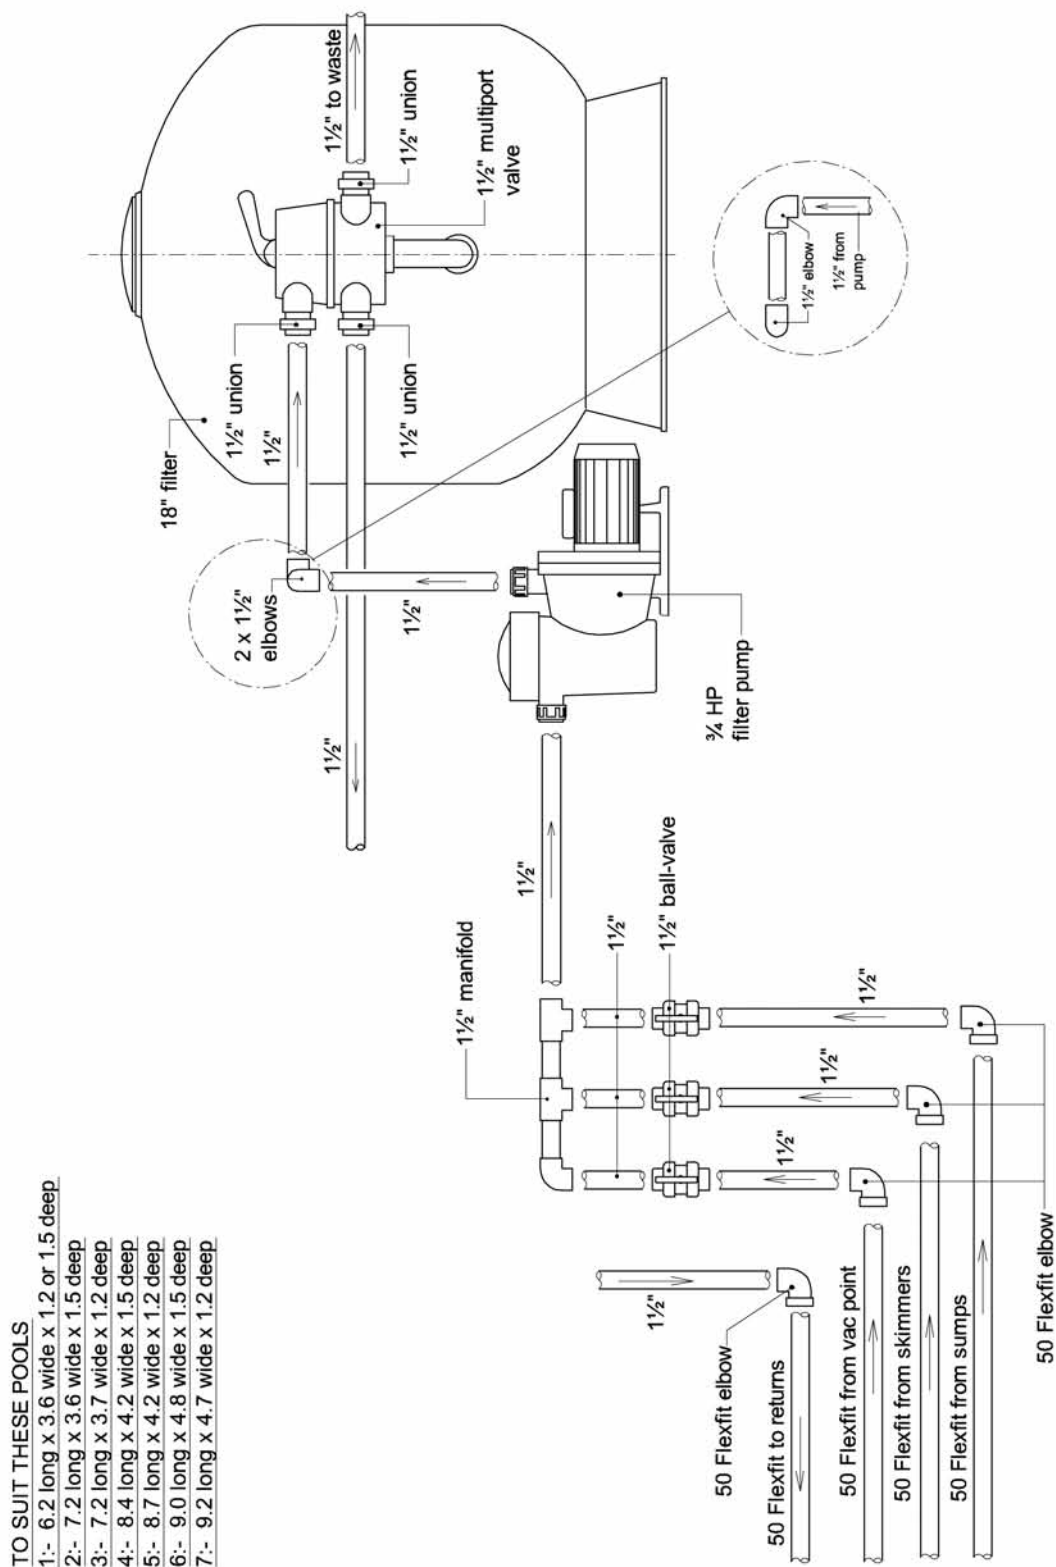 TO SUIT THESE POOLS
1:- 6.2 long x 3.6 wide x 1.2 or 1.5 deep
2:- 7.2 long x 3.6 wide x 1.5 deep
3:- 7.2 long x 3.7 wide x 1.2 deep
4:- 8.4 long x 4.2 wide x 1.5 deep
5:- 8.7 long x 4.2 wide x 1.2 deep
6:- 9.0 long x 4.8 wide x 1.5 deep
7:- 9.2 long x 4.7 wide x 1.2 deep
18" filter
1½" union
1½"
1½" to waste
1½" union
1½" multiport
valve
1½" union
2 x 1½"
elbows
1½"
1½"
1½" elbow
1½" from
pump
¾ HP
filter pump
1½" manifold
1½"
1½"
1½" ball-valve
1½"
1½"
1½"
1½"
50 Flexfit elbow
50 Flexfit to returns
50 Flexfit from vac point
50 Flexfit from skimmers
50 Flexfit from sumps
50 Flexfit elbow